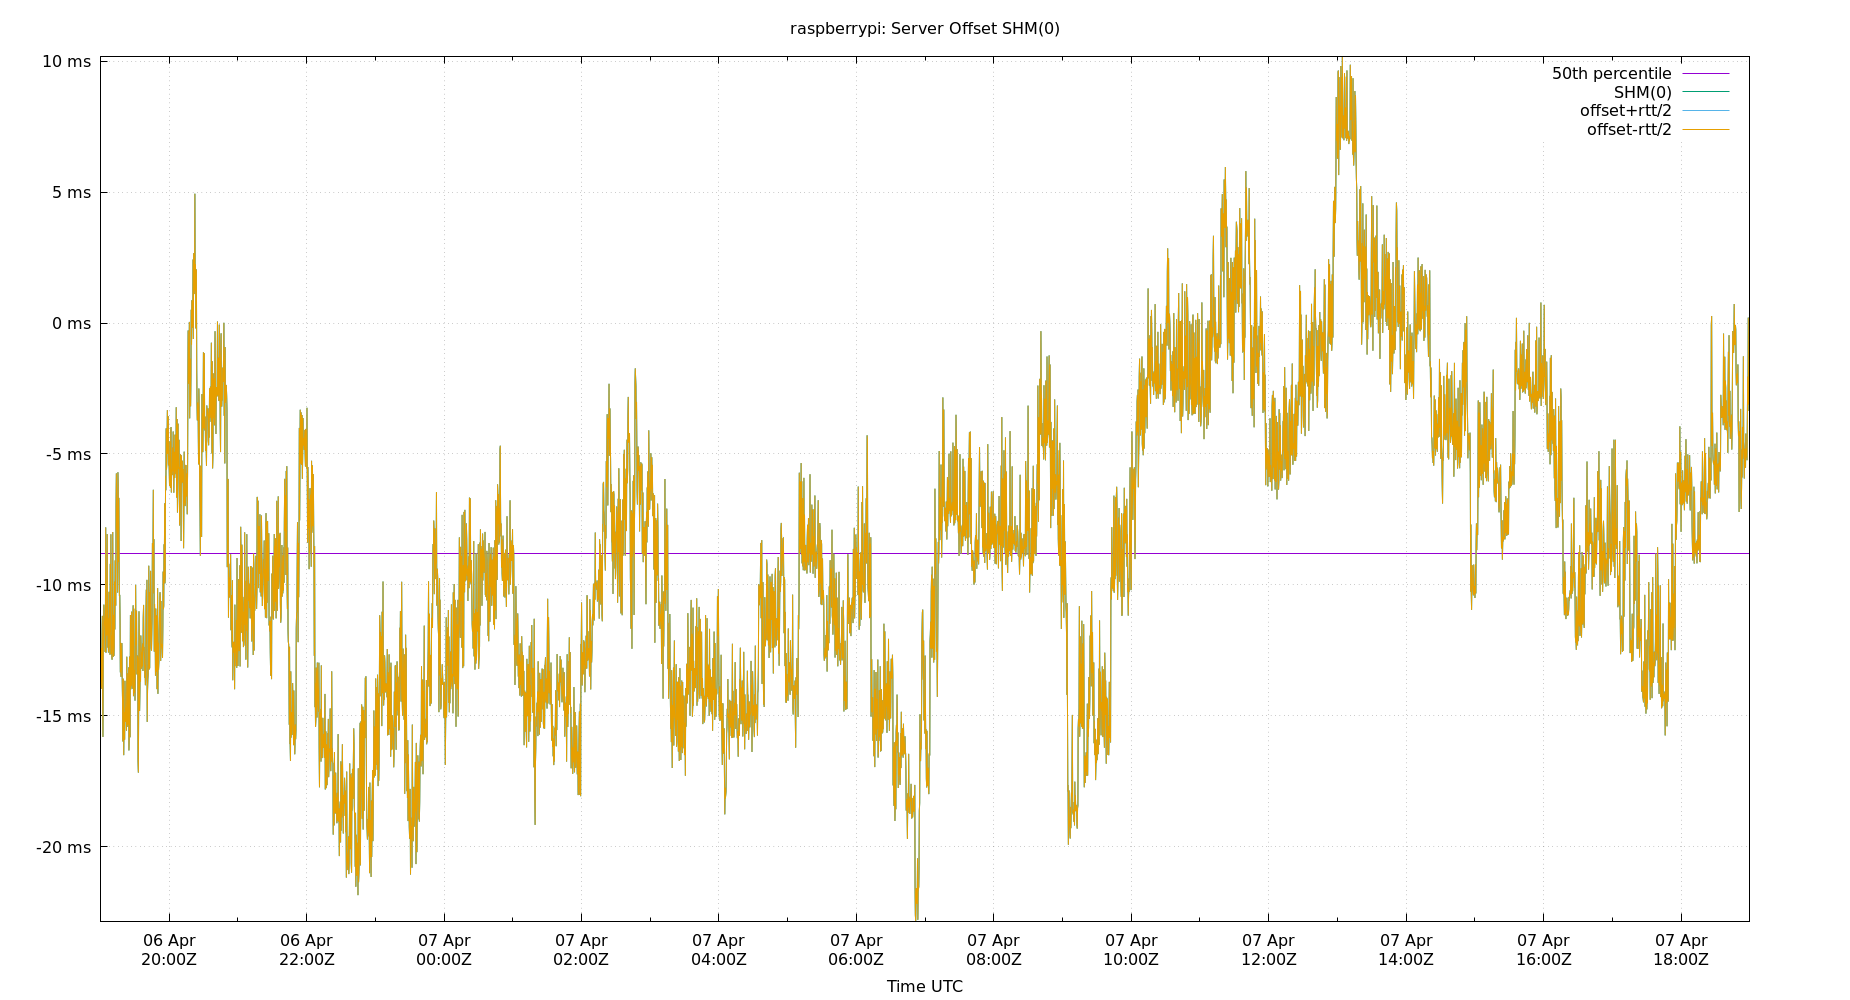 raspberrypi: Server Offset SHM(0)
10 ms
5 ms
0 ms
-5 ms
-10 ms
-15 ms
-20 ms
50th percentile
SHM(0)
offset+rtt/2
offset-rtt/2
06 Apr 06 Apr 07 Apr 07 Apr 07 Apr 07 Apr 07 Apr 07 Apr 07 Apr 07 Apr 07 Apr 07 Apr
20:00Z 22:00Z 00:00Z 02:00Z 04:00Z 06:00Z 08:00Z 10:00Z 12:00Z 14:00Z 16:00Z 18:00Z
Time UTC